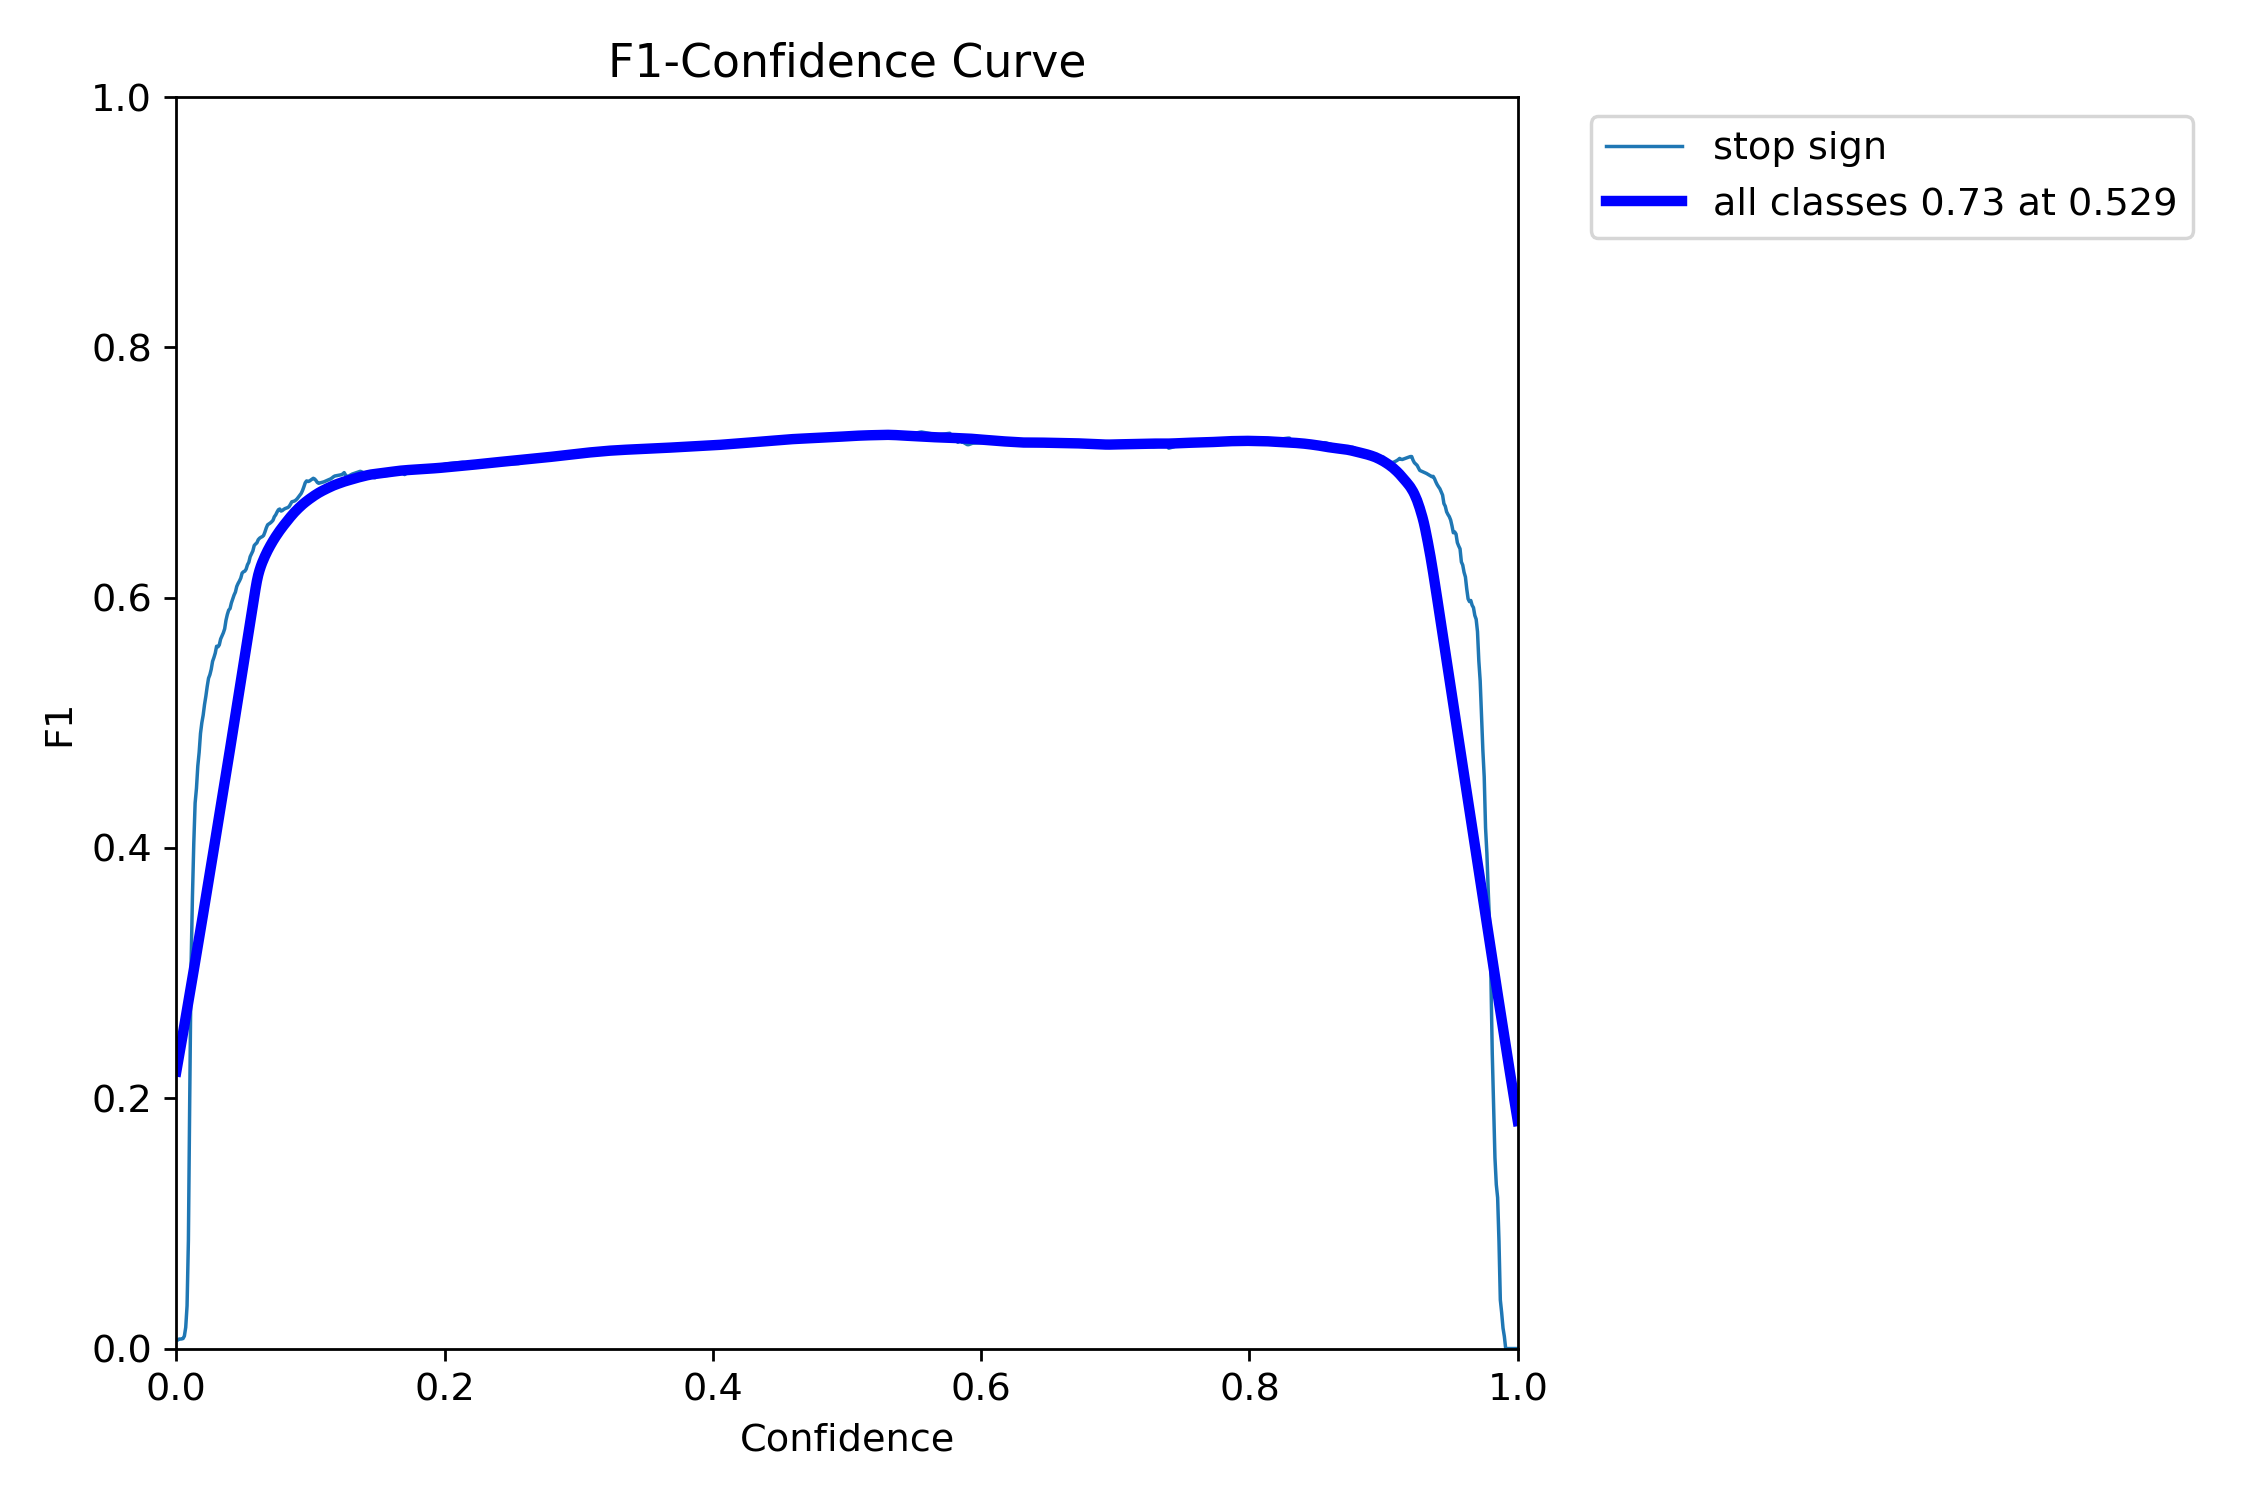 F1-Confidence Curve
1.0
0.8
0.6
0.4
0.2
0.0
F1
0.0 0.2 0.4 0.6 0.8 1.0
Confidence
stop sign
all classes 0.73 at 0.529